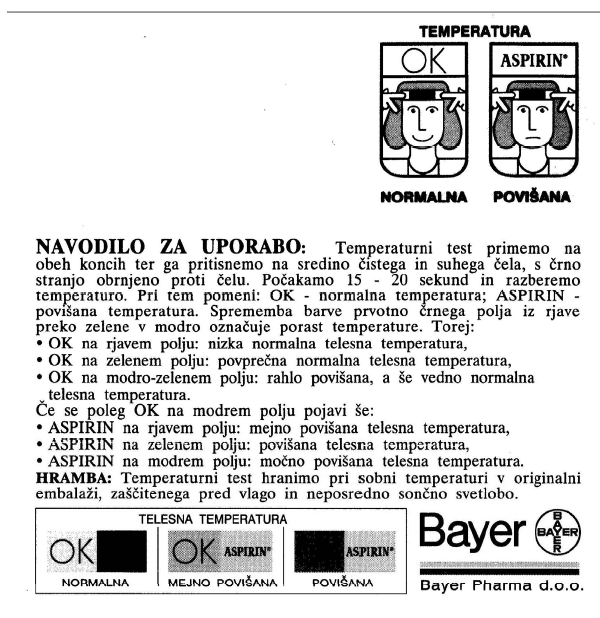 TEMPERATURA
OK
ASPIRIN®
NORMALNA POVIŠANA
NAVODILO ZA UPORABO: Temperaturni test primemo na
obeh koncih ter ga pritisnemo na sredino čistega in suhega čela, s črno
stranjo obrnjeno proti čelu. Počakamo 15 - 20 sekund in razberemo
temperaturo. Pri tem pomeni: OK - normalna temperatura; ASPIRIN -
povišana temperatura. Sprememba barve prvotno črnega polja iz rjave
preko zelene v modro označuje porast temperature. Torej:
• OK na rjavem polju: nizka normalna telesna temperatura,
• OK na zelenem polju: povprečna normalna telesna temperatura,
• OK na modro-zelenem polju: rahlo povišana, a še vedno normalna
telesna temperatura.
Če se poleg OK na modrem polju pojavi še:
• ASPIRIN na rjavem polju: mejno povišana telesna temperatura,
• ASPIRIN na zelenem polju: povišana telesna temperatura,
• ASPIRIN na modrem polju: močno povišana telesna temperatura.
HRAMBA: Temperaturni test hranimo pri sobni temperaturi v originalni
embalaži, zaščitenega pred vlago in neposredno sončno svetlobo.
TELESNA TEMPERATURA
OK
OK ASPIRIN®
ASPIRIN®
NORMALNA
MEJNO POVIŠANA
POVIŠANA
Bayer
BAYER
BAYER
Bayer Pharma d.o.o.